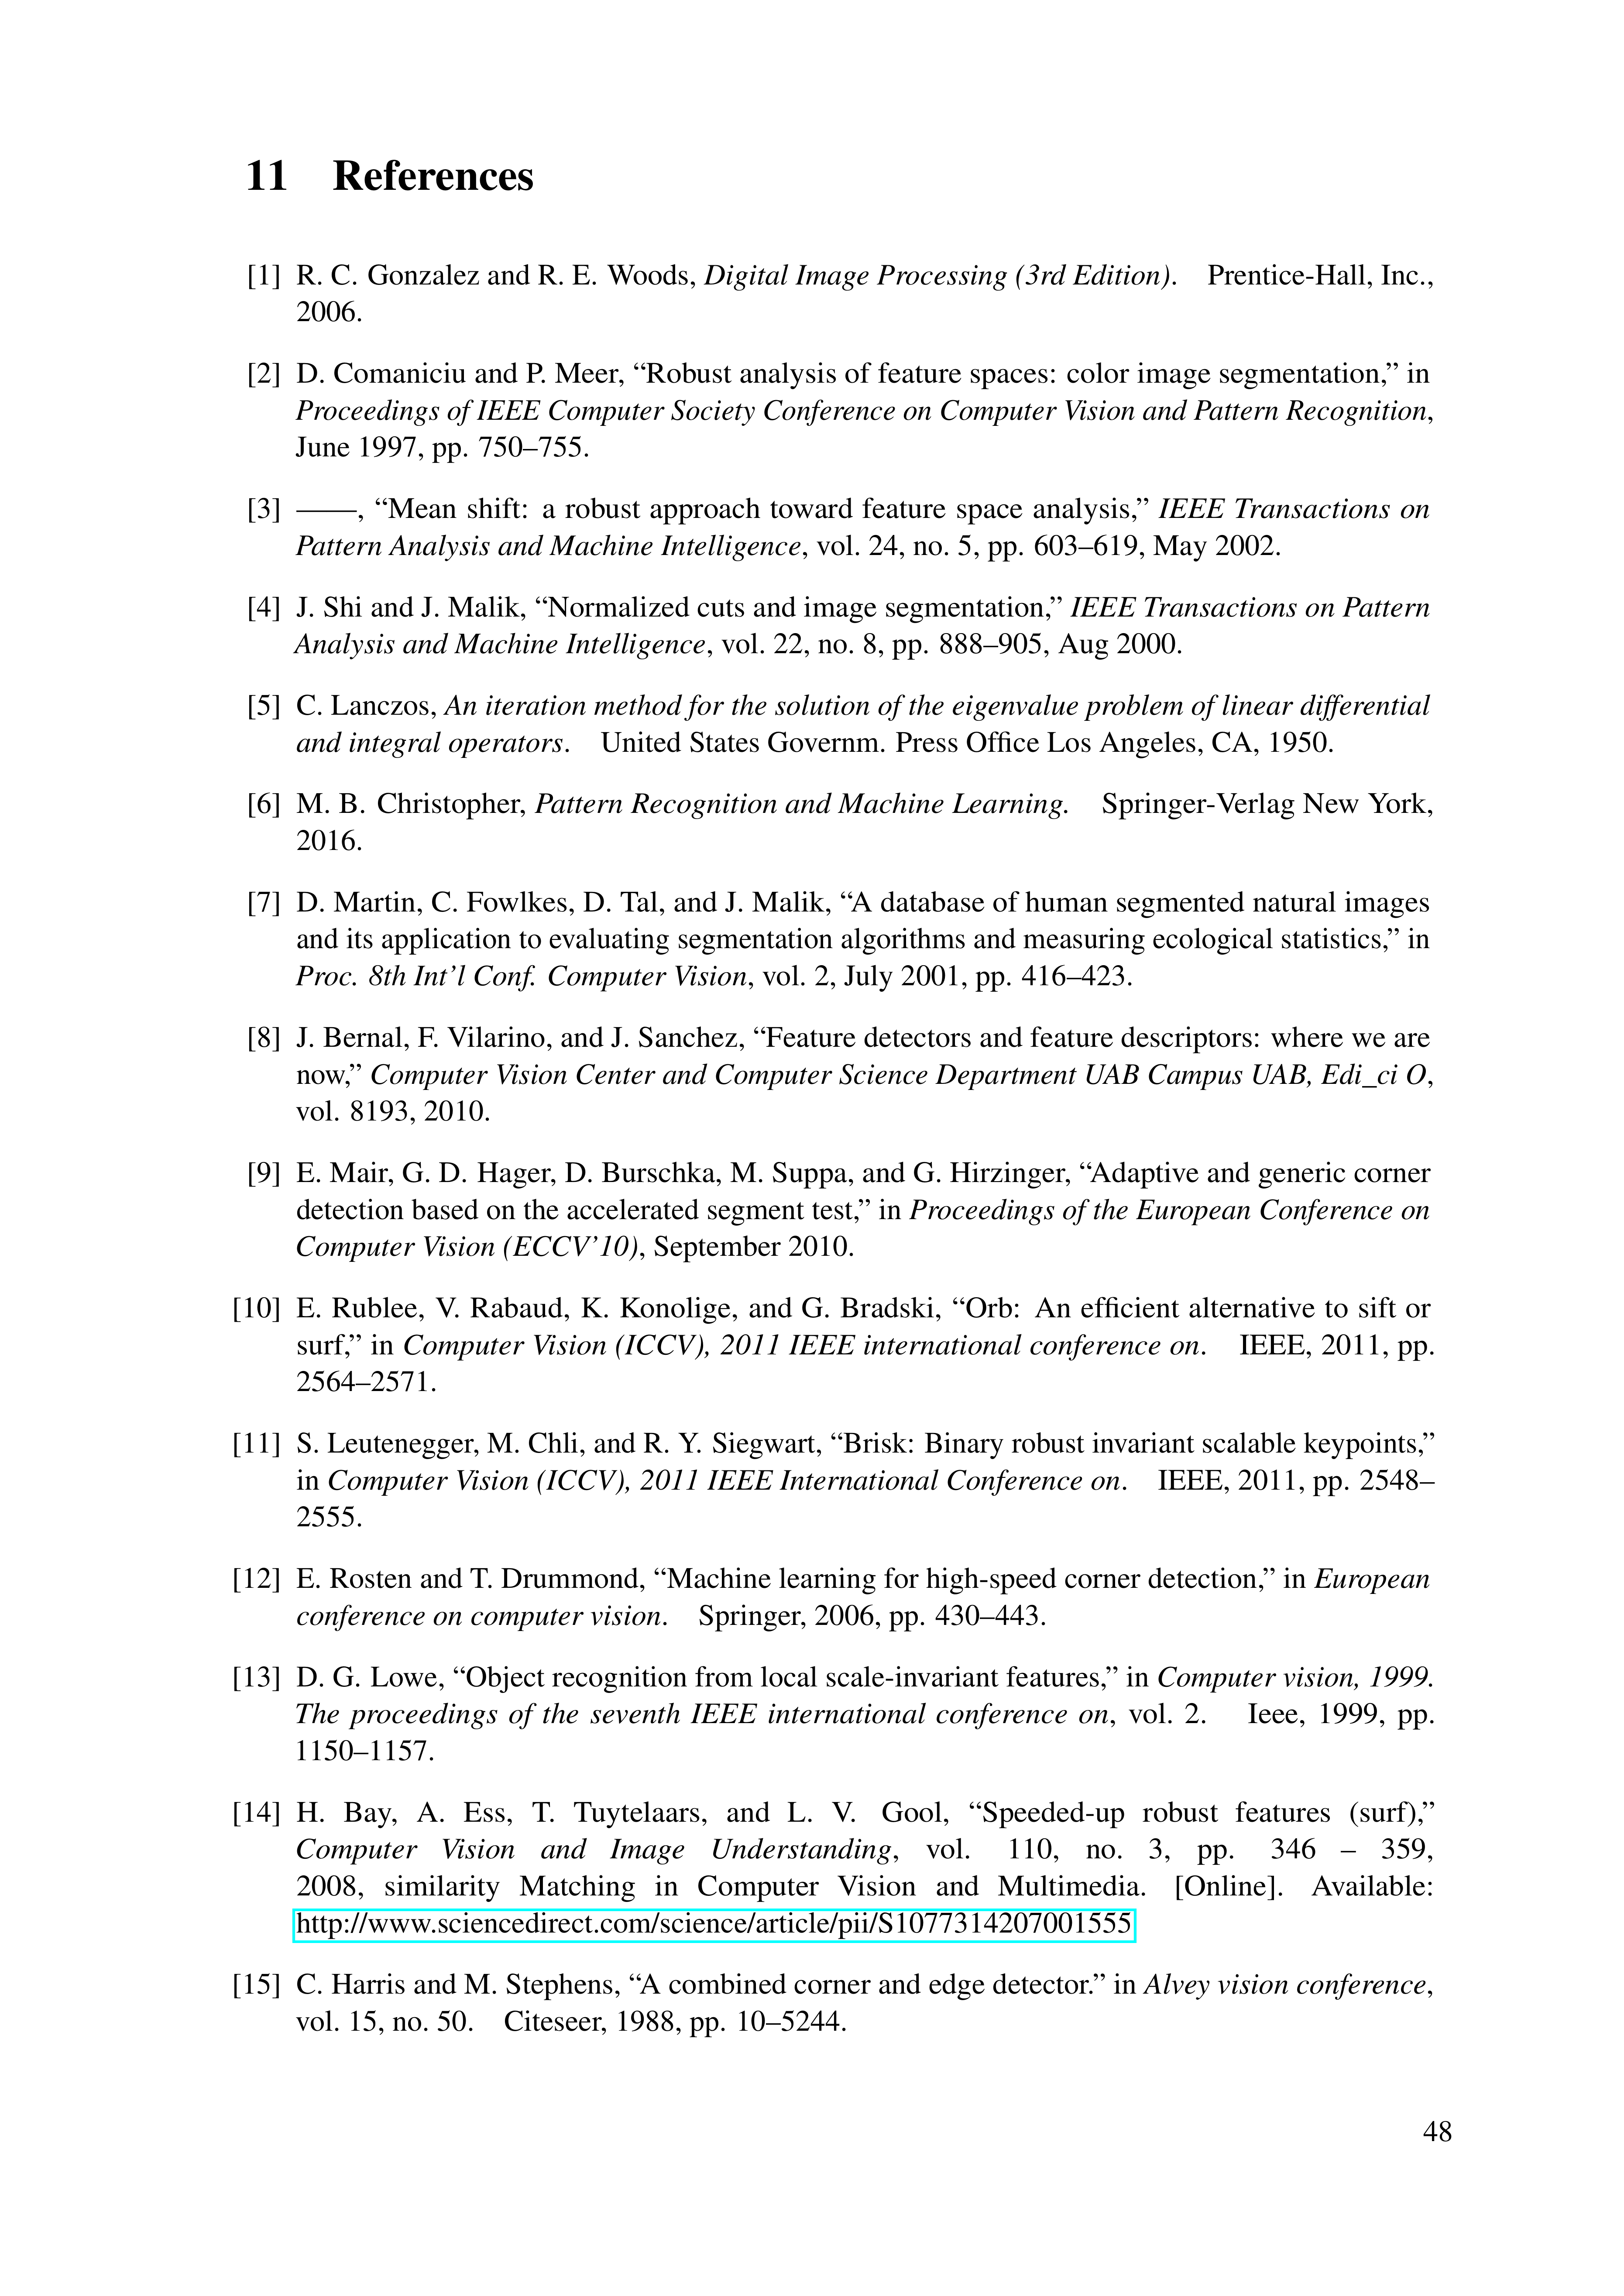 11 References
[1] R. C. Gonzalez and R. E. Woods, Digital Image Processing (3rd Edition). Prentice-Hall, Inc.,
2006.
[2] D. Comaniciu and P. Meer, “Robust analysis of feature spaces: color image segmentation,” in
Proceedings of IEEE Computer Society Conference on Computer Vision and Pattern Recognition,
June 1997, pp. 750–755.
[3] ——, “Mean shift: a robust approach toward feature space analysis,” IEEE Transactions on
Pattern Analysis and Machine Intelligence, vol. 24, no. 5, pp. 603–619, May 2002.
[4] J. Shi and J. Malik, “Normalized cuts and image segmentation,” IEEE Transactions on Pattern
Analysis and Machine Intelligence, vol. 22, no. 8, pp. 888–905, Aug 2000.
[5] C. Lanczos, An iteration method for the solution of the eigenvalue problem of linear differential
and integral operators. United States Governm. Press Office Los Angeles, CA, 1950.
[6] M. B. Christopher, Pattern Recognition and Machine Learning. Springer-Verlag New York,
2016.
[7] D. Martin, C. Fowlkes, D. Tal, and J. Malik, “A database of human segmented natural images
and its application to evaluating segmentation algorithms and measuring ecological statistics,” in
Proc. 8th Int’l Conf. Computer Vision, vol. 2, July 2001, pp. 416–423.
[8] J. Bernal, F. Vilarino, and J. Sanchez, “Feature detectors and feature descriptors: where we are
now,” Computer Vision Center and Computer Science Department UAB Campus UAB, Edi_ci O,
vol. 8193, 2010.
[9] E. Mair, G. D. Hager, D. Burschka, M. Suppa, and G. Hirzinger, “Adaptive and generic corner
detection based on the accelerated segment test,” in Proceedings of the European Conference on
Computer Vision (ECCV’10), September 2010.
[10] E. Rublee, V. Rabaud, K. Konolige, and G. Bradski, “Orb: An efficient alternative to sift or
surf,” in Computer Vision (ICCV), 2011 IEEE international conference on. IEEE, 2011, pp.
2564–2571.
[11] S. Leutenegger, M. Chli, and R. Y. Siegwart, “Brisk: Binary robust invariant scalable keypoints,”
in Computer Vision (ICCV), 2011 IEEE International Conference on. IEEE, 2011, pp. 2548–
2555.
[12] E. Rosten and T. Drummond, “Machine learning for high-speed corner detection,” in European
conference on computer vision. Springer, 2006, pp. 430–443.
[13] D. G. Lowe, “Object recognition from local scale-invariant features,” in Computer vision, 1999.
The proceedings of the seventh IEEE international conference on, vol. 2. Ieee, 1999, pp.
1150–1157.
[14] H. Bay, A. Ess, T. Tuytelaars, and L. V. Gool, “Speeded-up robust features (surf),”
Computer Vision and Image Understanding, vol. 110, no. 3, pp. 346 – 359,
2008, similarity Matching in Computer Vision and Multimedia. [Online]. Available:
http://www.sciencedirect.com/science/article/pii/S1077314207001555
[15] C. Harris and M. Stephens, “A combined corner and edge detector.” in Alvey vision conference,
vol. 15, no. 50. Citeseer, 1988, pp. 10–5244.
48